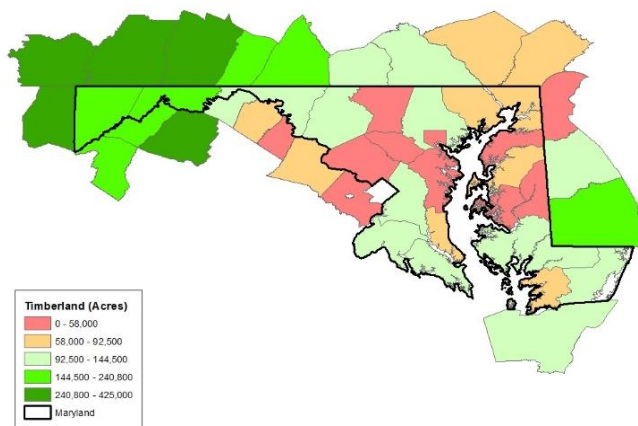 Timberland (Acres)
0 - 58,000
58,000 - 92,500
92,500 - 144,500
144,500 - 240,800
240,800 - 425,000
Maryland